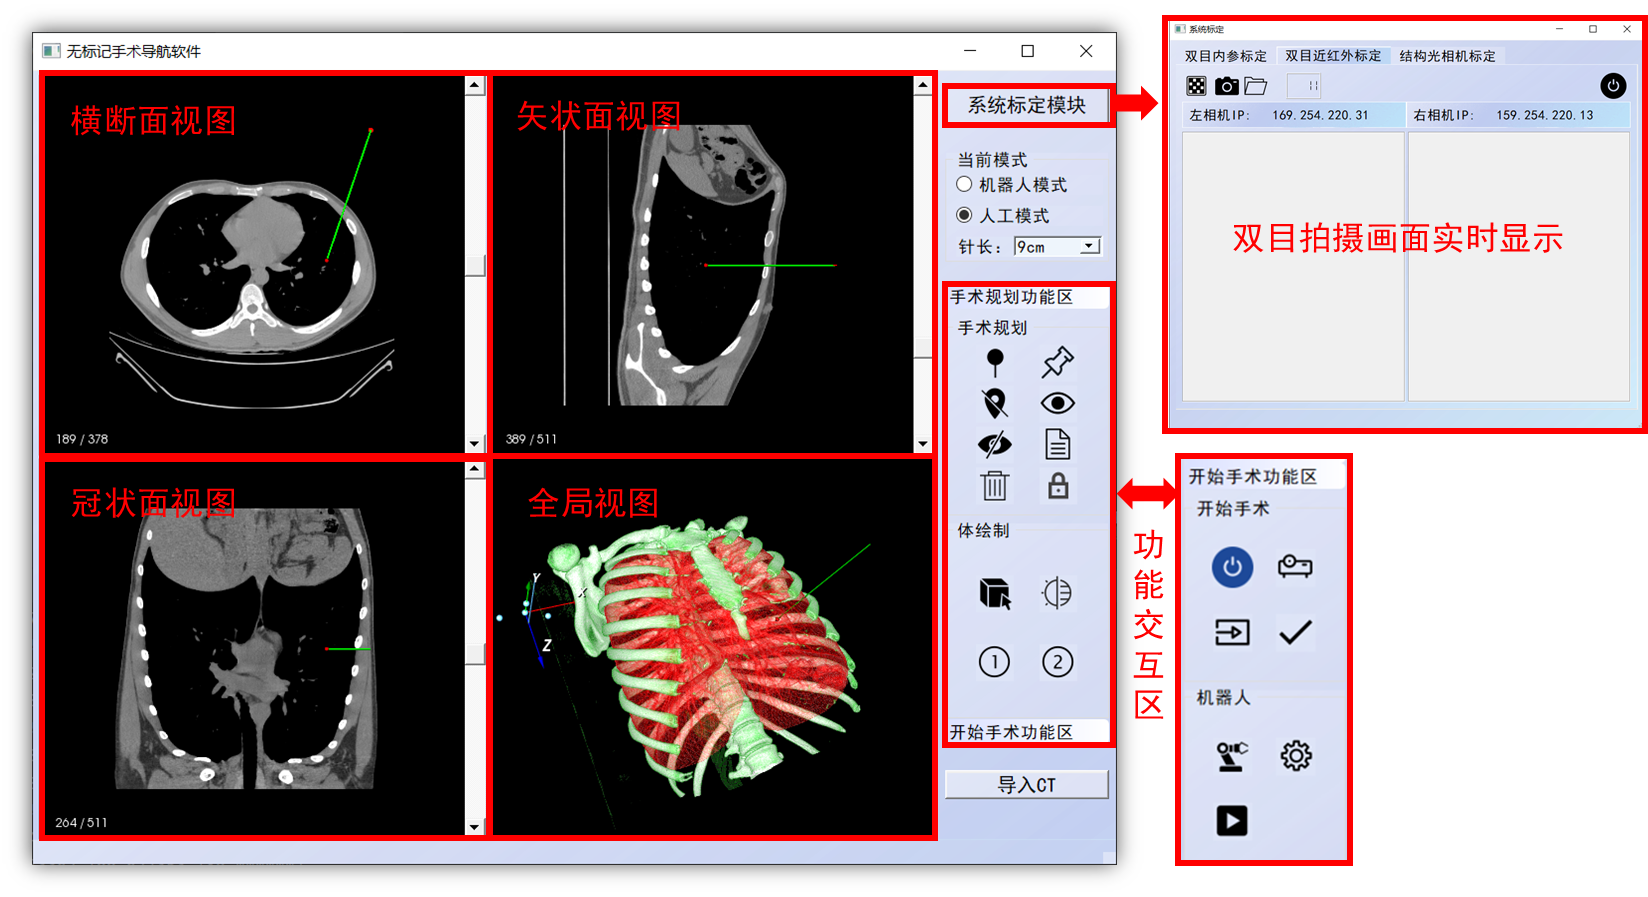 无标记手术导航软件
横断面视图
189 / 378
矢状面视图
389 / 511
冠状面视图
264 / 511
全局视图
Y
X
Z
系统标定模块
当前模式
机器人模式
人工模式
针长: 9cm
手术规划功能区
手术规划
体绘制
1 2
开始手术功能区
导入CT
系统标定
双目内参标定 双目近红外标定 结构光相机标定
11
左相机IP: 169.254.220.31 右相机IP: 159.254.220.13
双目拍摄画面实时显示
功能交互区
开始手术功能区
开始手术
机器人